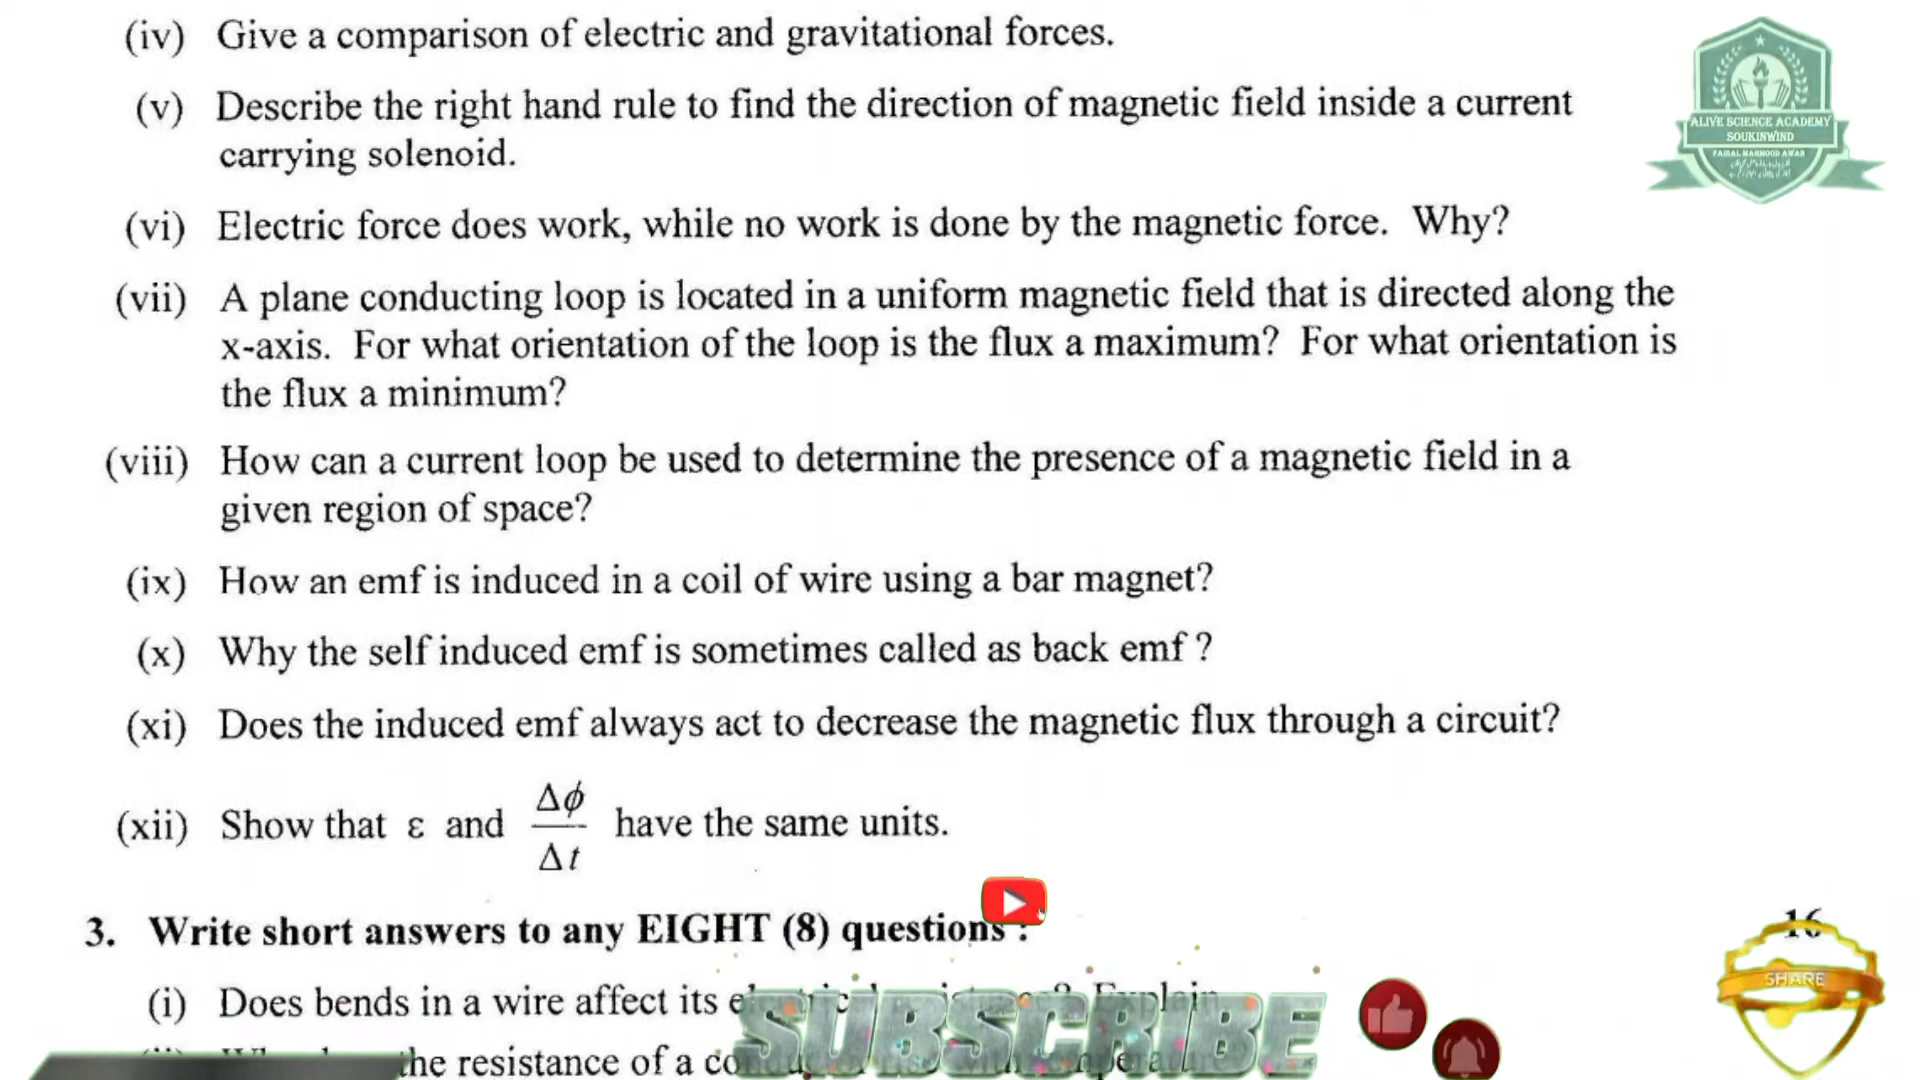 (iv) Give a comparison of electric and gravitational forces.
(v) Describe the right hand rule to find the direction of magnetic field inside a current
carrying solenoid.
(vi) Electric force does work, while no work is done by the magnetic force. Why?
(vii) A plane conducting loop is located in a uniform magnetic field that is directed along the
x-axis. For what orientation of the loop is the flux a maximum? For what orientation is
the flux a minimum?
(viii) How can a current loop be used to determine the presence of a magnetic field in a
given region of space?
(ix) How an emf is induced in a coil of wire using a bar magnet?
(x) Why the self induced emf is sometimes called as back emf ?
(xi) Does the induced emf always act to decrease the magnetic flux through a circuit?
(xii) Show that ε and Δϕ/Δt have the same units.
3. Write short answers to any EIGHT (8) questions : 16
(i) Does bends in a wire affect its Explain
the resistance of a
ALIVE SCIENCE ACADEMY
SOUKINWIND
FAISAL MAHMOOD AWAN
SHARE
SUBSCRIBE